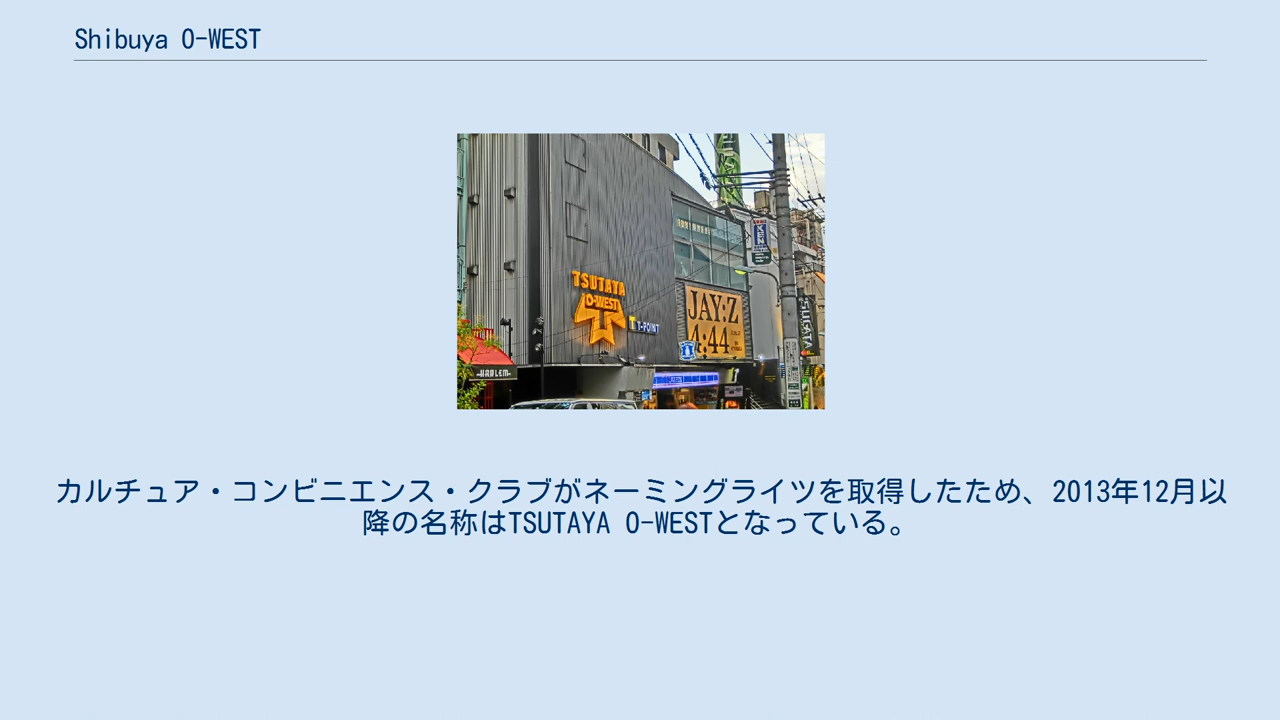 Shibuya O-WEST
TSUTAYA
O-WEST
T-POINT
JAY:Z
4:44
KEN
SUGATA
-HARLEM-
カルチュア・コンビニエンス・クラブがネーミングライツを取得したため、2013年12月以
降の名称はTSUTAYA O-WESTとなっている。